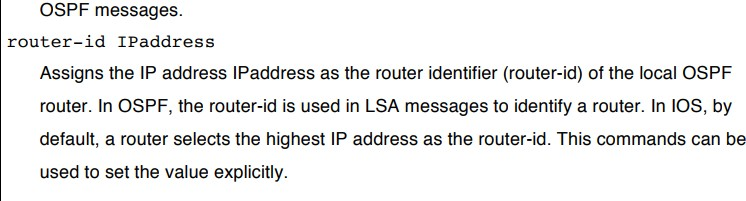 OSPF messages.
router-id IPaddress
Assigns the IP address IPaddress as the router identifier (router-id) of the local OSPF
router. In OSPF, the router-id is used in LSA messages to identify a router. In IOS, by
default, a router selects the highest IP address as the router-id. This commands can be
used to set the value explicitly.